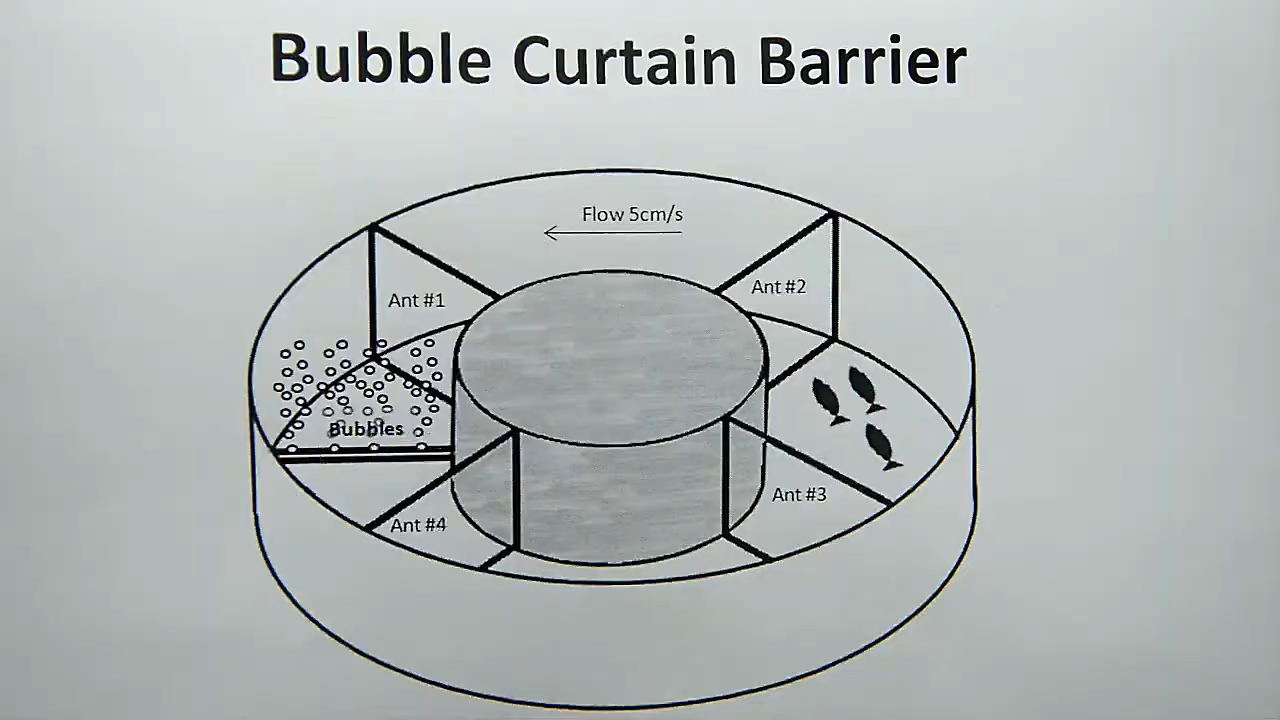 Bubble Curtain Barrier
Flow 5cm/s
Ant #1
Ant #2
Bubbles
Ant #3
Ant #4